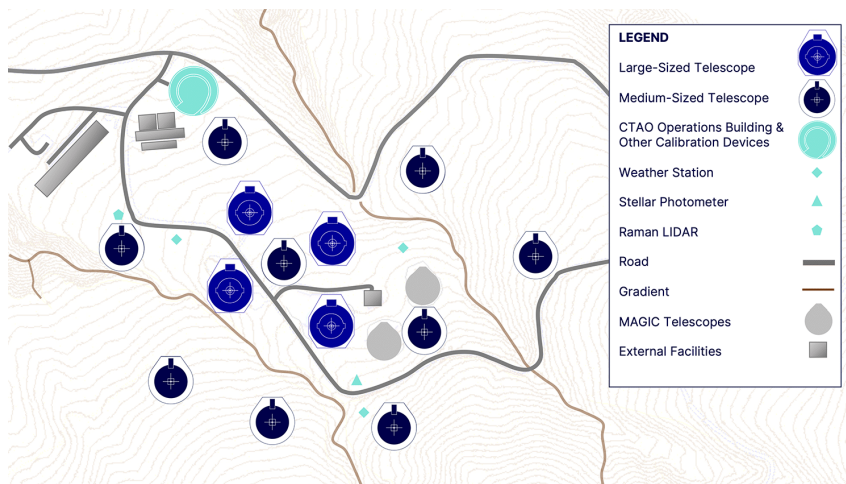 LEGEND
Large-Sized Telescope
Medium-Sized Telescope
CTAO Operations Building &
Other Calibration Devices
Weather Station
Stellar Photometer
Raman LIDAR
Road
Gradient
MAGIC Telescopes
External Facilities